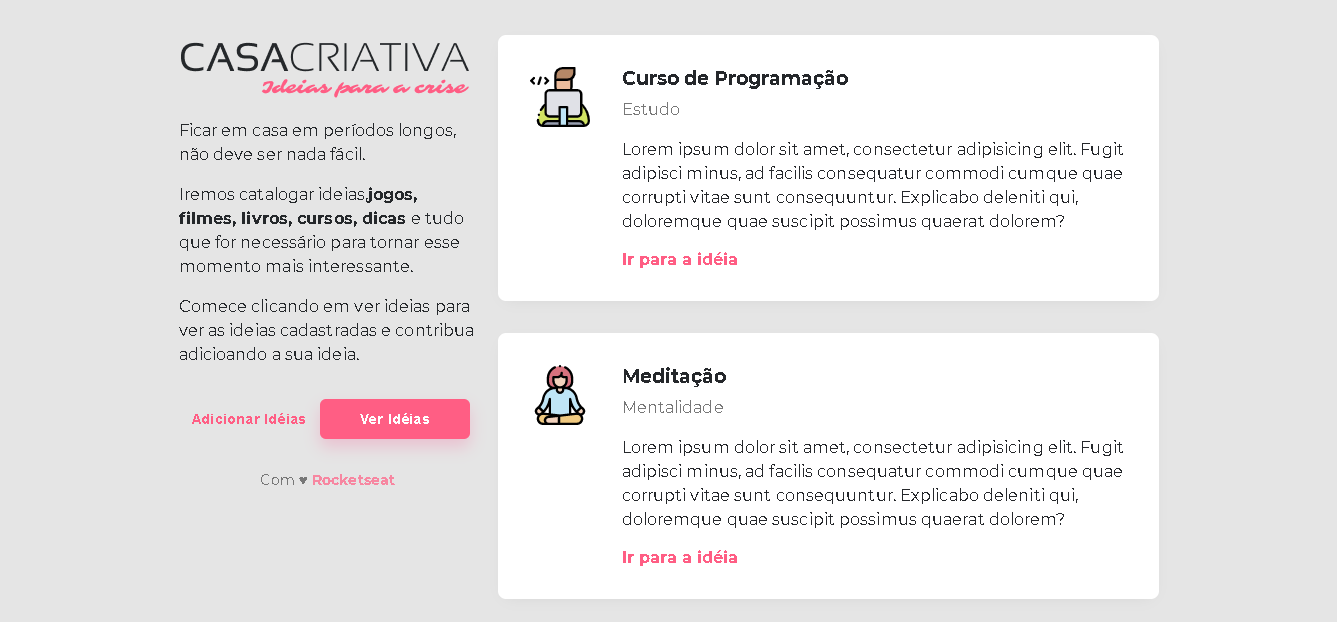 CASACRIATIVA
Ideias para a crise
Ficar em casa em períodos longos,
não deve ser nada fácil.
Iremos catalogar ideias,jogos,
filmes, livros, cursos, dicas e tudo
que for necessário para tornar esse
momento mais interessante.
Comece clicando em ver ideias para
ver as ideias cadastradas e contribua
adicioando a sua ideia.
Adicionar Idéias
Ver Idéias
Com ♥ Rocketseat
</> 
Curso de Programação
Estudo
Lorem ipsum dolor sit amet, consectetur adipisicing elit. Fugit
adipisci minus, ad facilis consequatur commodi cumque quae
corrupti vitae sunt consequuntur. Explicabo deleniti qui,
doloremque quae suscipit possimus quaerat dolorem?
Ir para a idéia
Meditação
Mentalidade
Lorem ipsum dolor sit amet, consectetur adipisicing elit. Fugit
adipisci minus, ad facilis consequatur commodi cumque quae
corrupti vitae sunt consequuntur. Explicabo deleniti qui,
doloremque quae suscipit possimus quaerat dolorem?
Ir para a idéia